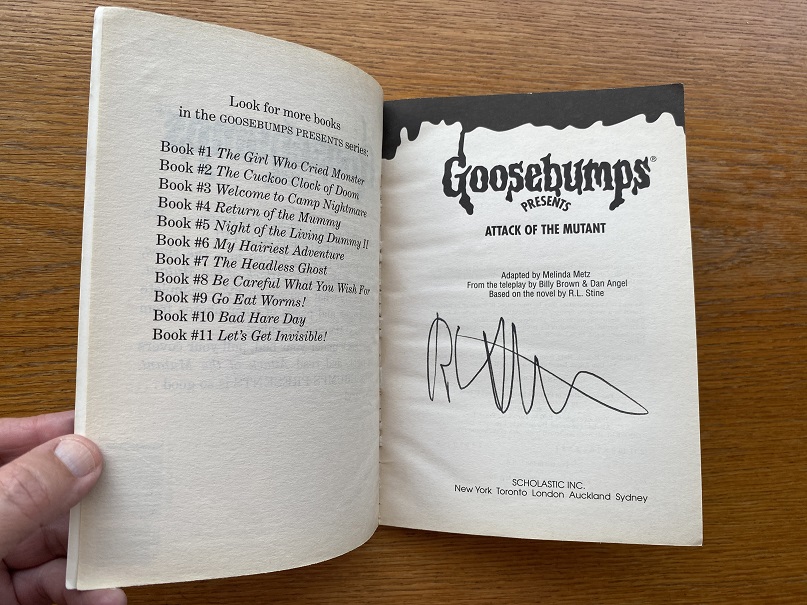 Look for more books
in the GOOSEBUMPS PRESENTS series:
Book #1 The Girl Who Cried Monster
Book #2 The Cuckoo Clock of Doom
Book #3 Welcome to Camp Nightmare
Book #4 Return of the Mummy
Book #5 Night of the Living Dummy II
Book #6 My Hairiest Adventure
Book #7 The Headless Ghost
Book #8 Be Careful What You Wish For
Book #9 Go Eat Worms!
Book #10 Bad Hare Day
Book #11 Let's Get Invisible!
Goosebumps®
PRESENTS
ATTACK OF THE MUTANT
Adapted by Melinda Metz
From the teleplay by Billy Brown & Dan Angel
Based on the novel by R.L. Stine
SCHOLASTIC INC.
New York Toronto London Auckland Sydney